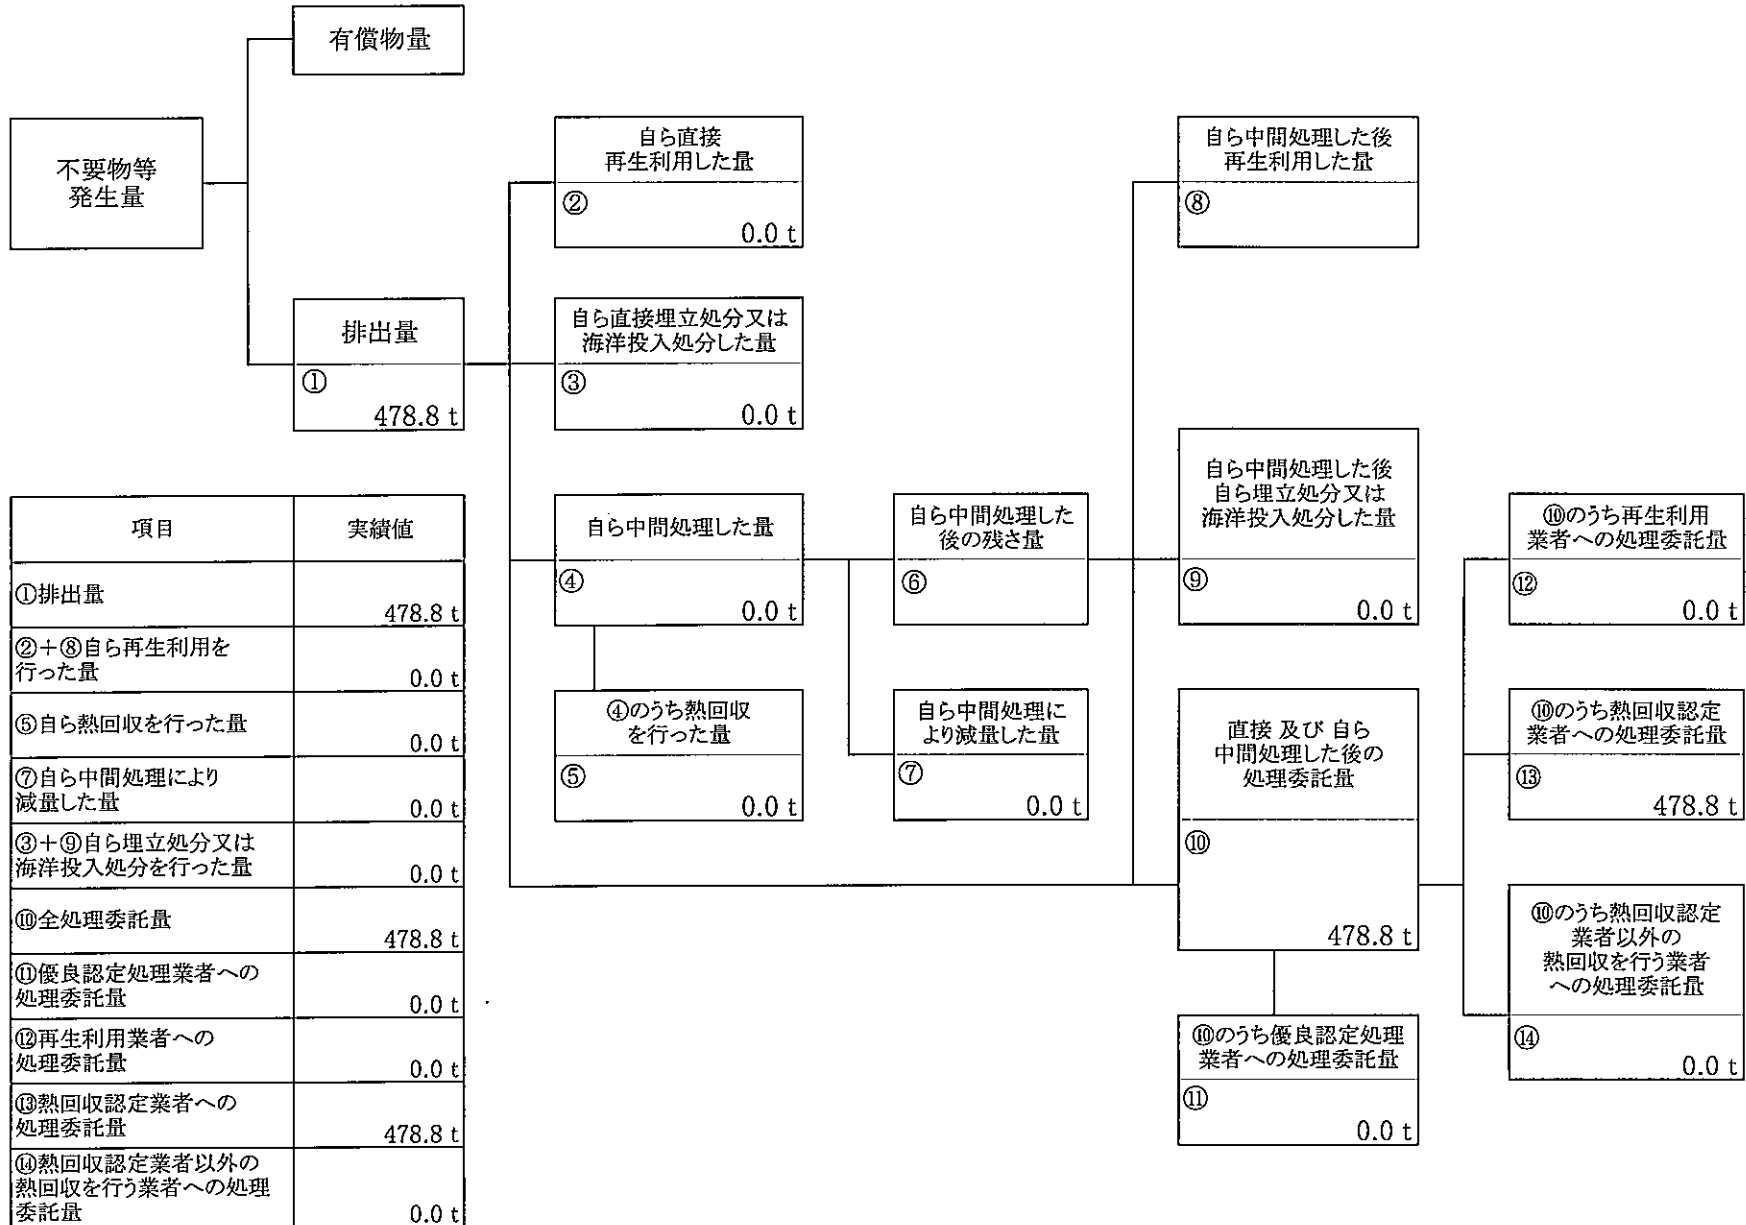 有償物量
不要物等
発生量
排出量
①
478.8 t
自ら直接
再生利用した量
②
0.0 t
自ら直接埋立処分又は
海洋投入処分した量
③
0.0 t
自ら中間処理した量
④
0.0 t
④のうち熱回収
を行った量
⑤
0.0 t
自ら中間処理した
後の残さ量
⑥
自ら中間処理に
より減量した量
⑦
0.0 t
自ら中間処理した後
再生利用した量
⑧
自ら中間処理した後
自ら埋立処分又は
海洋投入処分した量
⑨
0.0 t
直接 及び 自ら
中間処理した後の
処理委託量
⑩
478.8 t
⑩のうち優良認定処理
業者への処理委託量
⑪
0.0 t
⑩のうち再生利用
業者への処理委託量
⑫
0.0 t
⑩のうち熱回収認定
業者への処理委託量
⑬
478.8 t
⑩のうち熱回収認定
業者以外の
熱回収を行う業者
への処理委託量
⑭
0.0 t
項目 実績値
①排出量
478.8 t
②+⑧自ら再生利用を
行った量
0.0 t
⑤自ら熱回収を行った量
0.0 t
⑦自ら中間処理により
減量した量
0.0 t
③+⑨自ら埋立処分又は
海洋投入処分を行った量
0.0 t
⑩全処理委託量
478.8 t
⑪優良認定処理業者への
処理委託量
0.0 t
⑫再生利用業者への
処理委託量
0.0 t
⑬熱回収認定業者への
処理委託量
478.8 t
⑭熱回収認定業者以外の
熱回収を行う業者への処理
委託量
0.0 t